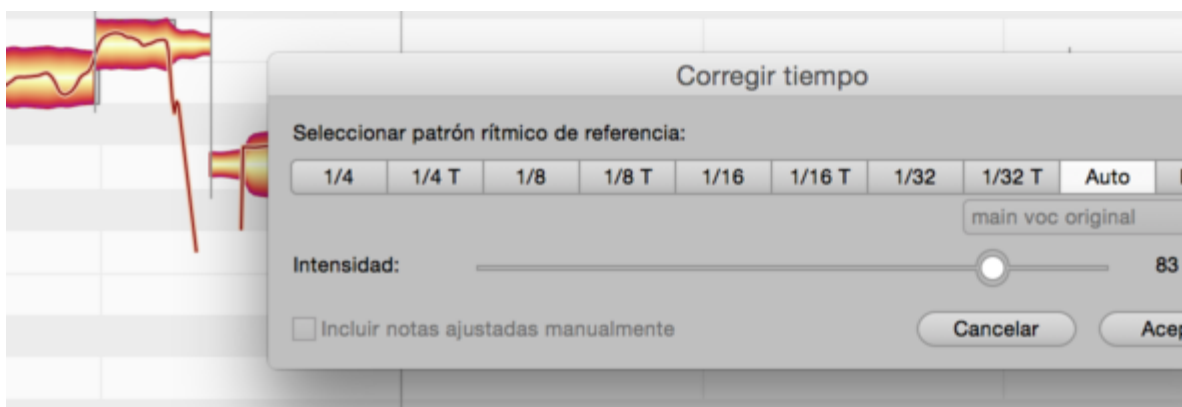 Corregir tiempo
Seleccionar patrón rítmico de referencia:
1/4 1/4 T 1/8 1/8 T 1/16 1/16 T 1/32 1/32 T Auto
main voc original
Intensidad: 83
Incluir notas ajustadas manualmente Cancelar Acep